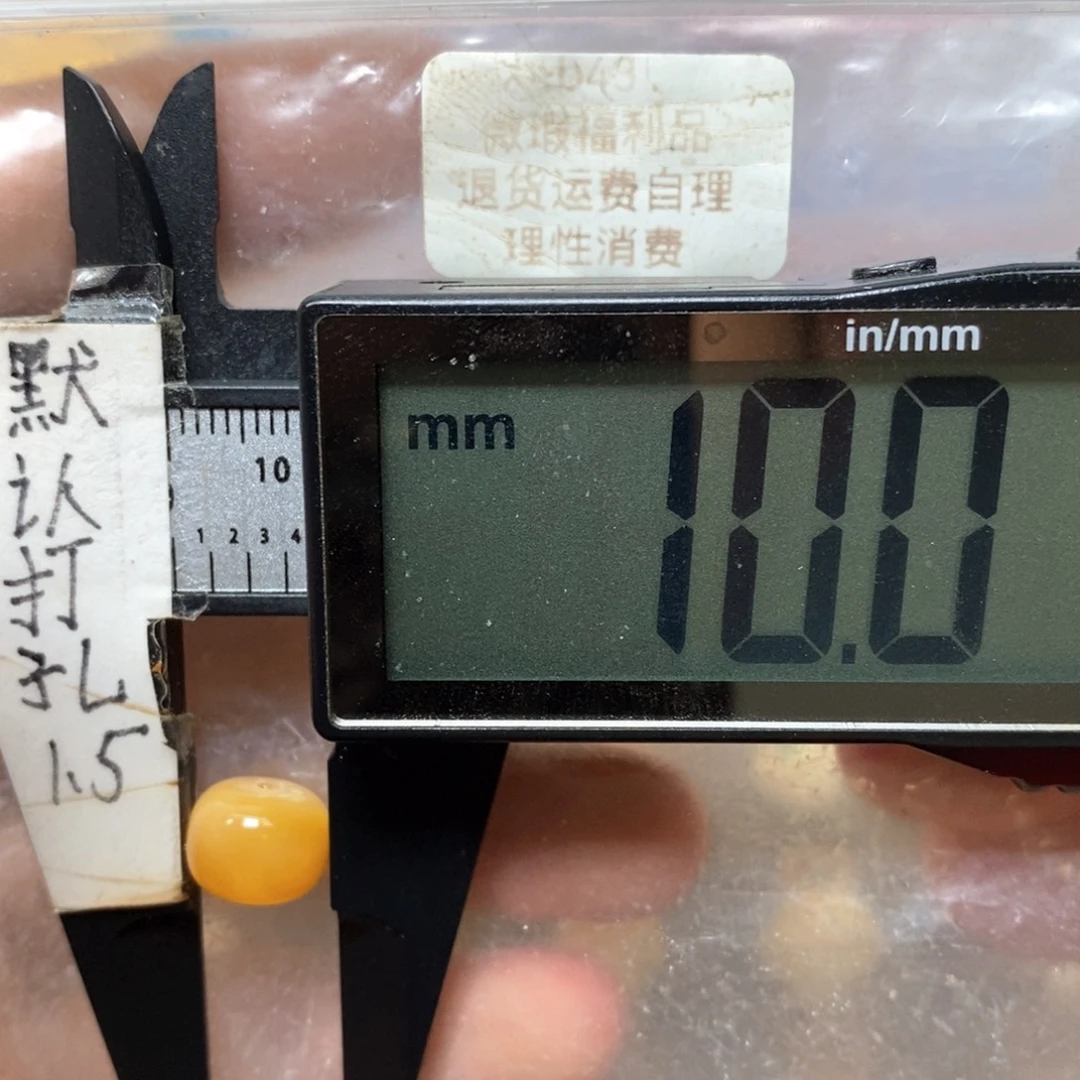 微瑕福利品
退货运费自理
理性消费
in/mm
mm
10.0
10
1 2 3 4
默
认
打
孔
1.5